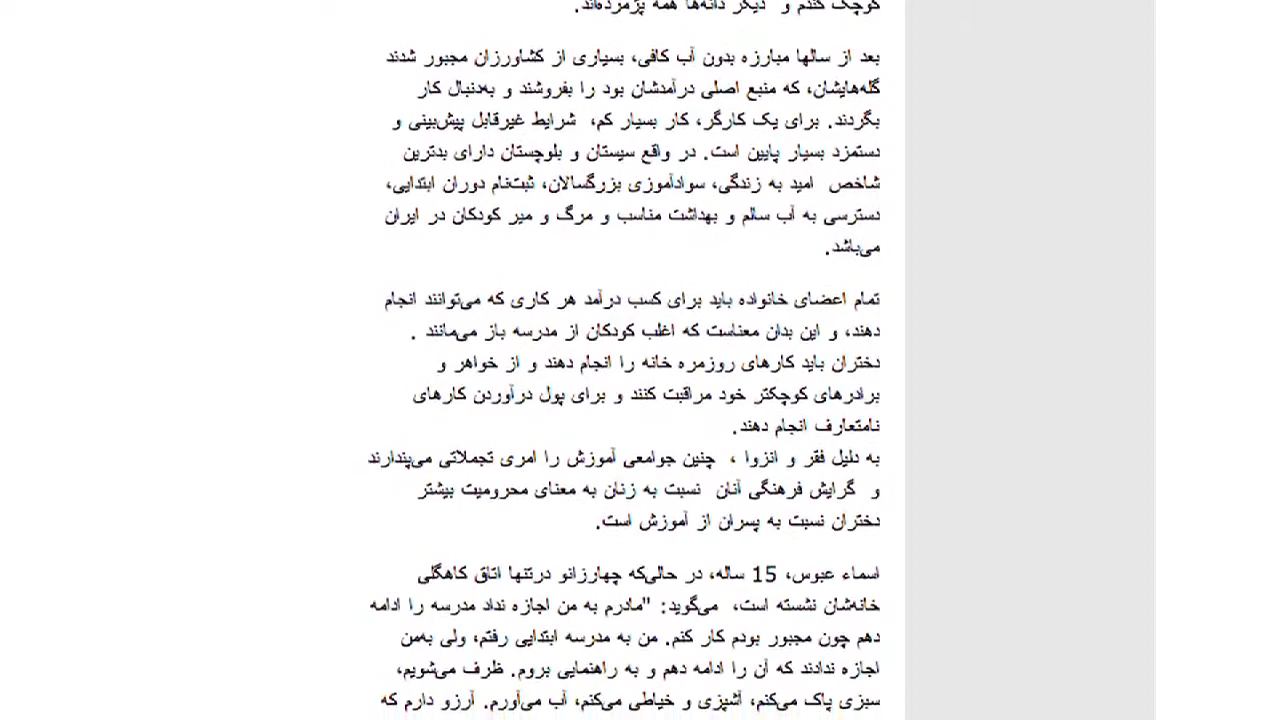 کوچک گندم و دیگر دانه‌ها همه پژمرده‌اند.
بعد از سالها مبارزه بدون آب کافی، بسیاری از کشاورزان مجبور شدند
گله‌هایشان، که منبع اصلی درآمدشان بود را بفروشند و به‌دنبال کار
بگردند. برای یک کارگر، کار بسیار کم، شرایط غیرقابل پیش‌بینی و
دستمزد بسیار پایین است. در واقع سیستان و بلوچستان دارای بدترین
شاخص امید به زندگی، سوادآموزی بزرگسالان، ثبت‌نام دوران ابتدایی،
دسترسی به آب سالم و بهداشت مناسب و مرگ و میر کودکان در ایران
می‌باشد.
تمام اعضای خانواده باید برای کسب درآمد هر کاری که می‌توانند انجام
دهند، و این بدان معناست که اغلب کودکان از مدرسه باز می‌مانند .
دختران باید کارهای روزمره خانه را انجام دهند و از خواهر و
برادرهای کوچکتر خود مراقبت کنند و برای پول درآوردن کارهای
نامتعارف انجام دهند.
به دلیل فقر و انزوا ، چنین جوامعی آموزش را امری تجملاتی می‌پندارند
و گرایش فرهنگی آنان نسبت به زنان به معنای محرومیت بیشتر
دختران نسبت به پسران از آموزش است.
اسماء عبوس، 15 ساله، در حالی‌که چهارزانو درتنها اتاق کاهگلی
خانه‌شان نشسته است، می‌گوید: "مادرم به من اجازه نداد مدرسه را ادامه
دهم چون مجبور بودم کار کنم. من به مدرسه ابتدایی رفتم، ولی به‌من
اجازه ندادند که آن را ادامه دهم و به راهنمایی بروم. ظرف می‌شویم،
سبزی پاک می‌کنم، آشپزی و خیاطی می‌کنم، آب می‌آورم. آرزو دارم که